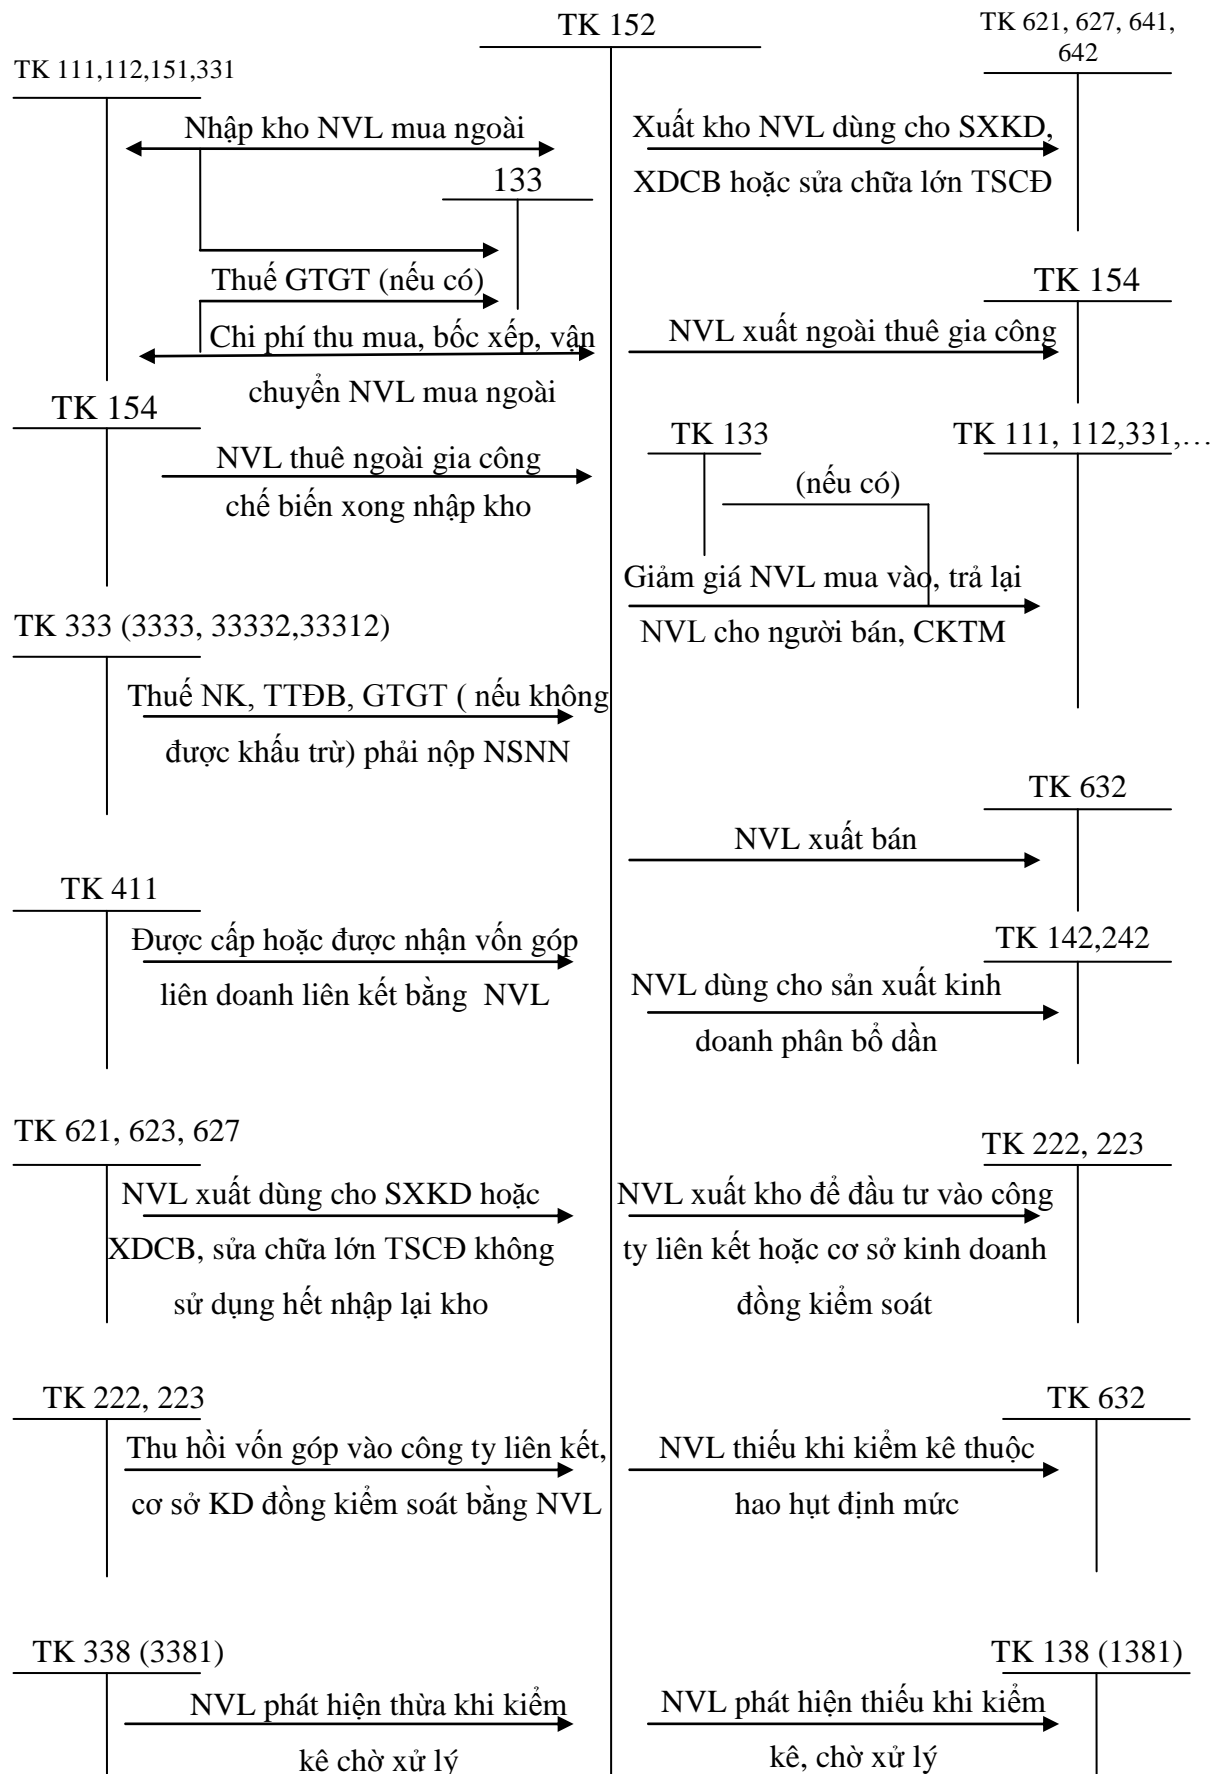 TK 152
TK 621, 627, 641,
642
TK 111,112,151,331
Nhập kho NVL mua ngoài
Xuất kho NVL dùng cho SXKD,
XDCB hoặc sửa chữa lớn TSCĐ
133
Thuế GTGT (nếu có)
TK 154
Chi phí thu mua, bốc xếp, vận
chuyển NVL mua ngoài
NVL xuất ngoài thuê gia công
TK 154
NVL thuê ngoài gia công
chế biến xong nhập kho
TK 133
TK 111, 112,331,…
(nếu có)
Giảm giá NVL mua vào, trả lại
NVL cho người bán, CKTM
TK 333 (3333, 33332,33312)
Thuế NK, TTĐB, GTGT ( nếu không
được khấu trừ) phải nộp NSNN
TK 632
NVL xuất bán
TK 411
Được cấp hoặc được nhận vốn góp
liên doanh liên kết bằng NVL
TK 142,242
NVL dùng cho sản xuất kinh
doanh phân bổ dần
TK 621, 623, 627
NVL xuất dùng cho SXKD hoặc
XDCB, sửa chữa lớn TSCĐ không
sử dụng hết nhập lại kho
TK 222, 223
NVL xuất kho để đầu tư vào công
ty liên kết hoặc cơ sở kinh doanh
đồng kiểm soát
TK 222, 223
Thu hồi vốn góp vào công ty liên kết,
cơ sở KD đồng kiểm soát bằng NVL
TK 632
NVL thiếu khi kiểm kê thuộc
hao hụt định mức
TK 338 (3381)
NVL phát hiện thừa khi kiểm
kê chờ xử lý
TK 138 (1381)
NVL phát hiện thiếu khi kiểm
kê, chờ xử lý